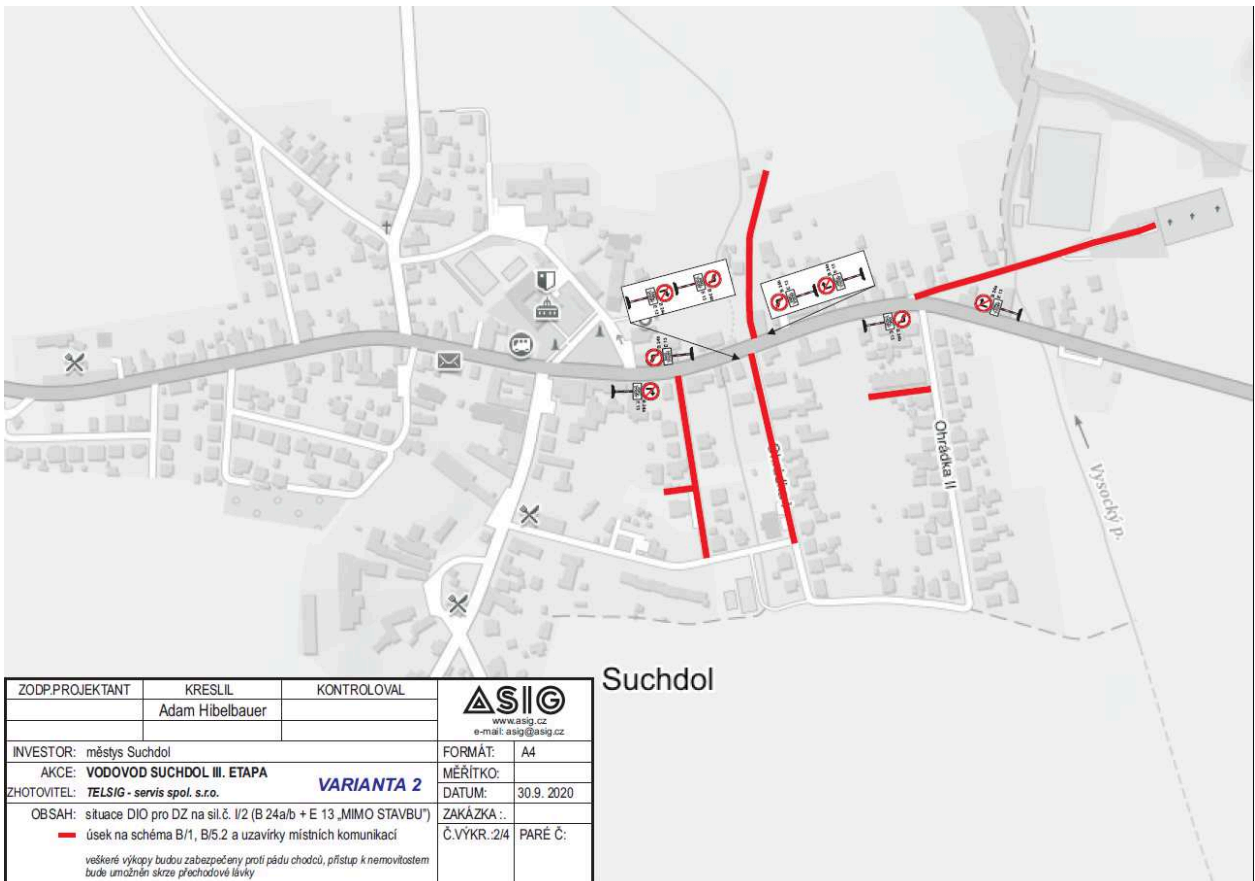 Ohrádka II
Vysocký p.
Suchdol
ZODP.PROJEKTANT KRESLIL KONTROLOVAL
Adam Hibelbauer
ASIG
www.asig.cz
e-mail: asig@asig.cz
INVESTOR: městys Suchdol
FORMÁT: A4
AKCE: VODOVOD SUCHDOL III. ETAPA
VARIANTA 2
MĚŘÍTKO:
ZHOTOVITEL: TELSIG - servis spol. s.r.o.
DATUM: 30.9. 2020
OBSAH: situace DIO pro DZ na sil.č. I/2 (B 24a/b + E 13 „MIMO STAVBU")
ZAKÁZKA :.
úsek na schéma B/1, B/5.2 a uzavírky místních komunikací
Č.VÝKR.:2/4 PARÉ Č:
veškeré výkopy budou zabezpečeny proti pádu chodců, přístup k nemovitostem
bude umožněn skrze přechodové lávky